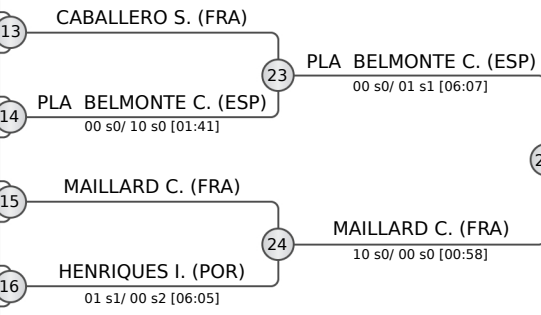 13
CABALLERO S. (FRA)
23
PLA BELMONTE C. (ESP)
00 s0/ 01 s1 [06:07]
14
PLA BELMONTE C. (ESP)
00 s0/ 10 s0 [01:41]
15
MAILLARD C. (FRA)
24
MAILLARD C. (FRA)
10 s0/ 00 s0 [00:58]
16
HENRIQUES I. (POR)
01 s1/ 00 s2 [06:05]